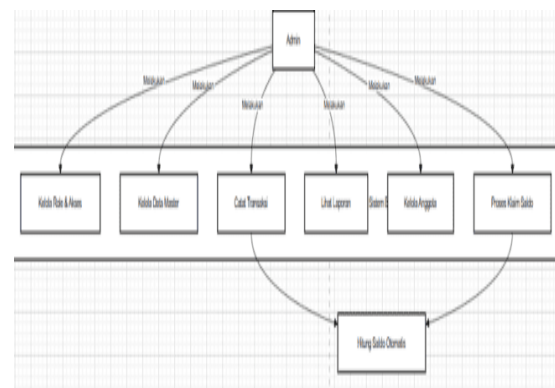 Admin
Melakukan
Melakukan
Melakukan
Melakukan
Melakukan
Melakukan
Kelola Role & Akses
Kelola Data Master
Catat Transaksi
Lihat Laporan
Sistem
Kelola Anggota
Proses Klaim Saldo
Hitung Saldo Otomatis